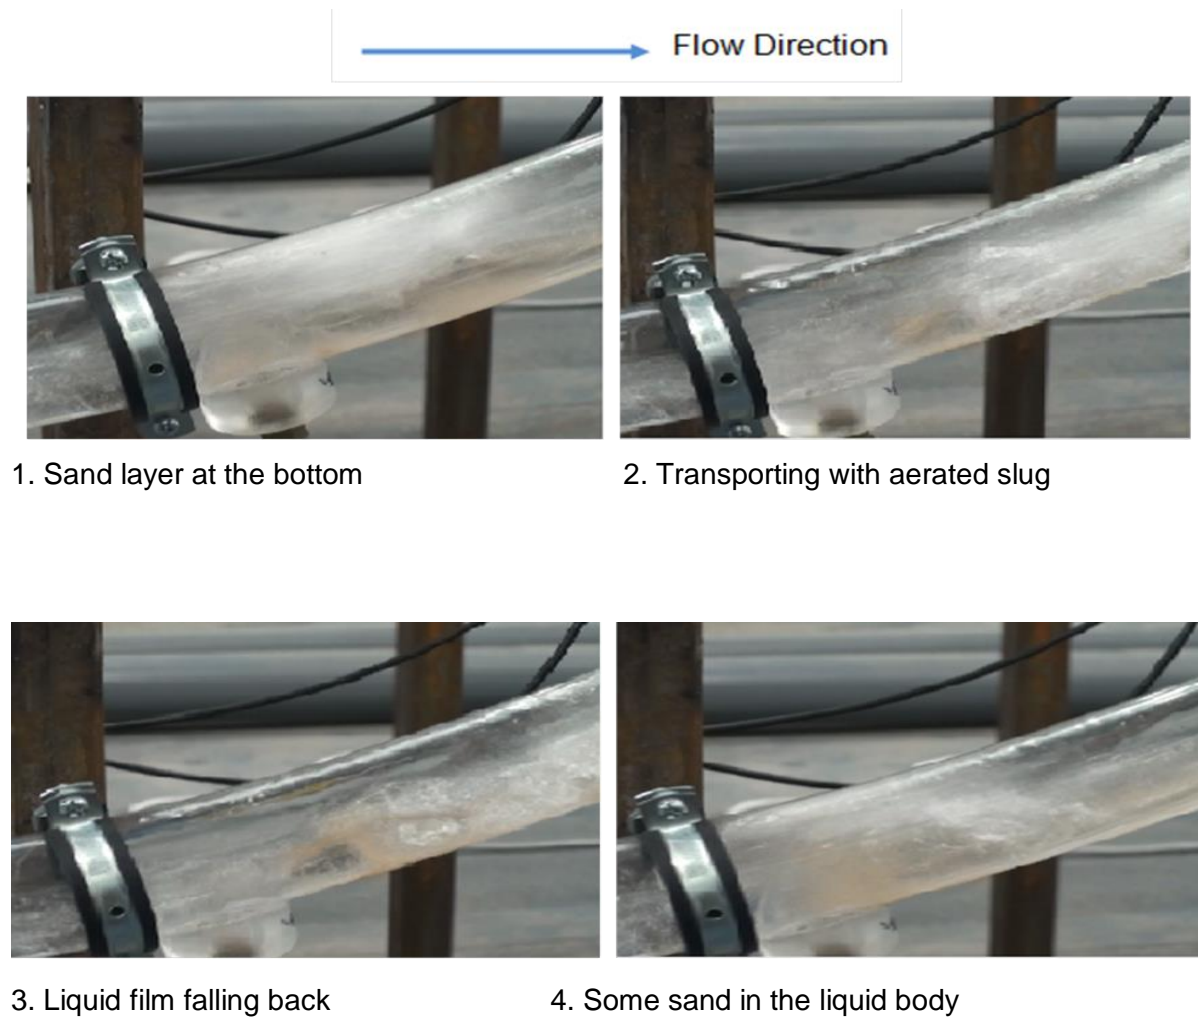 Flow Direction
1. Sand layer at the bottom
2. Transporting with aerated slug
3. Liquid film falling back
4. Some sand in the liquid body